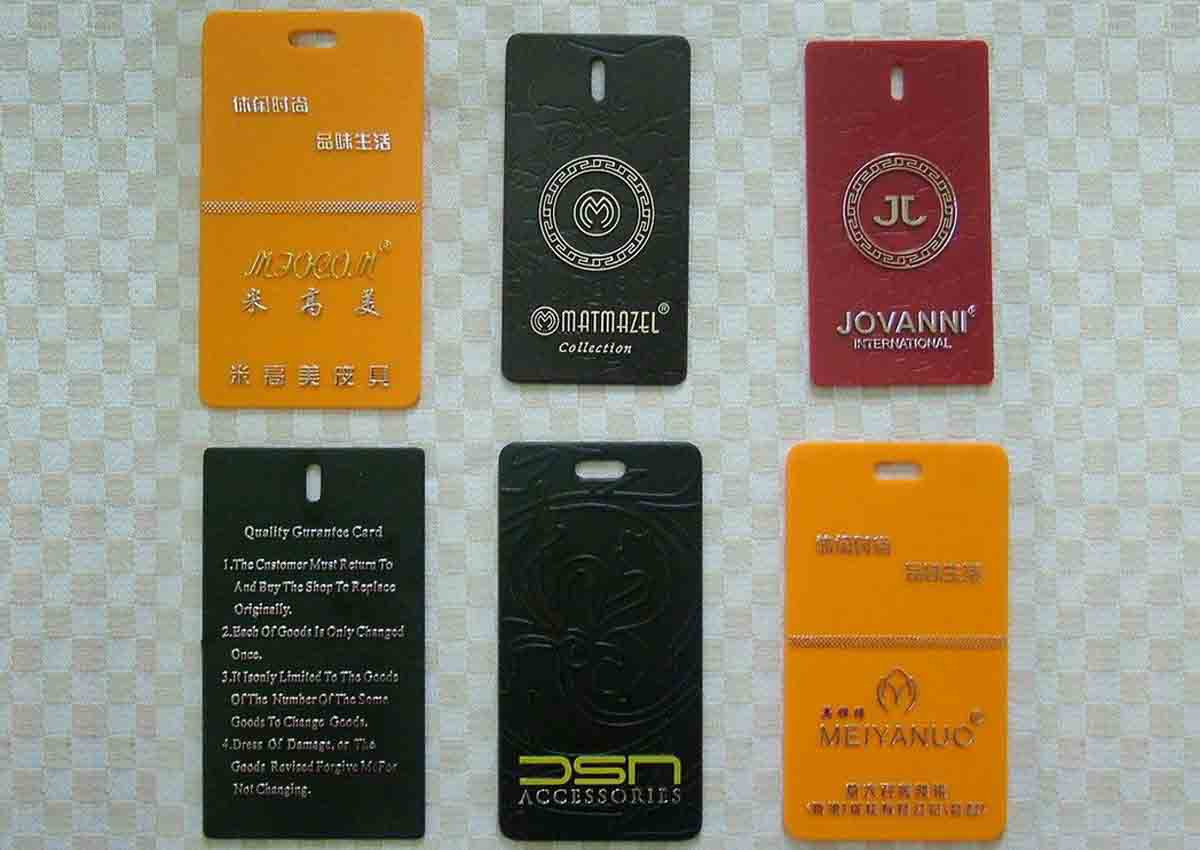 休闲时尚
品味生活
MJOGO.M®
米高美
米高美皮具
M
MATMAZEL®
Collection
JJ
JOVANNI
INTERNATIONAL
Quality Gurantee Card
1.The Customer Must Return To
And Buy The Shop To Replace
Originally.
2.Each Of Goods Is Only Changed
Once.
3.It Isonly Limited To The Goods
Of The Number Of The Same
Goods To Change Goods.
4.Dress Of Damage, or The
Goods Revised Forgive Me For
Not Changing.
DSN
ACCESSORIES
休闲时尚
品味生活
MEIYANUO®